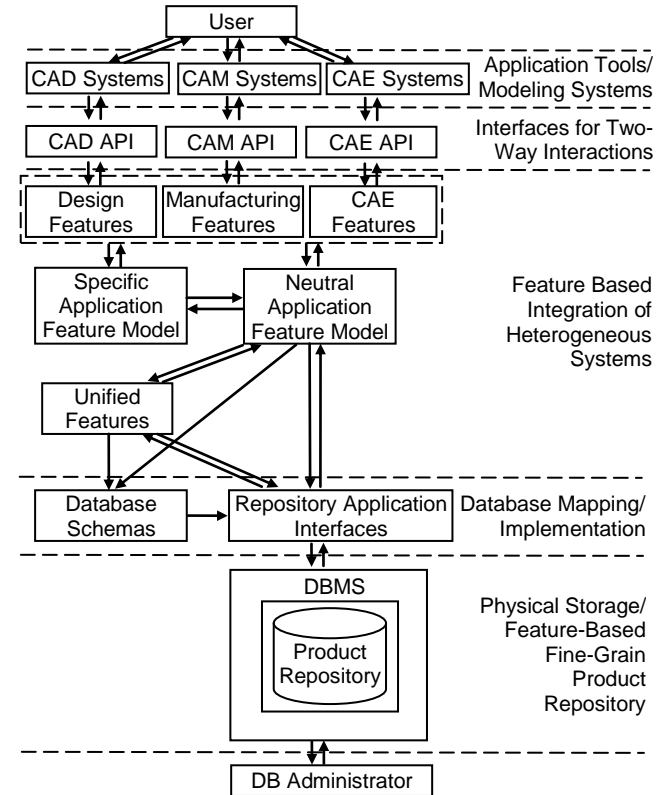 User
CAD Systems
CAM Systems
CAE Systems
Application Tools/
Modeling Systems
CAD API
CAM API
CAE API
Interfaces for Two-
Way Interactions
Design
Features
Manufacturing
Features
CAE
Features
Specific
Application
Feature Model
Neutral
Application
Feature Model
Feature Based
Integration of
Heterogeneous
Systems
Unified
Features
Database
Schemas
Repository Application
Interfaces
Database Mapping/
Implementation
DBMS
Product
Repository
Physical Storage/
Feature-Based
Fine-Grain
Product
Repository
DB Administrator